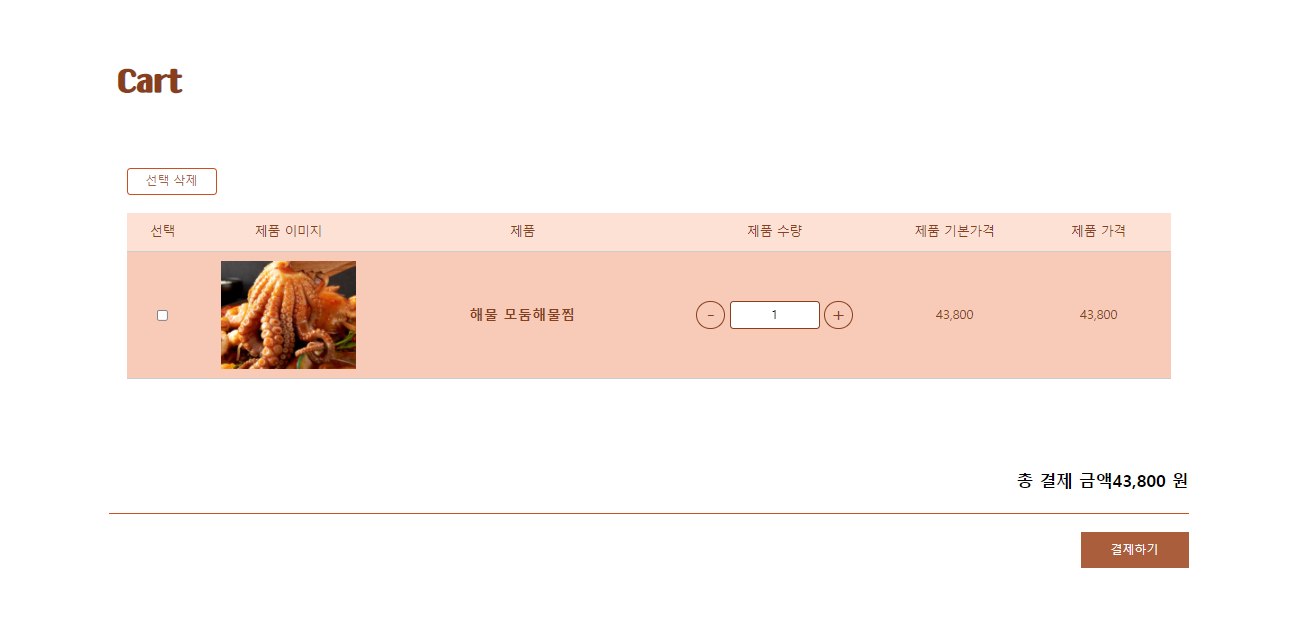 Cart
선택 삭제
선택 제품 이미지 제품 제품 수량 제품 기본가격 제품 가격
해물 모둠해물찜 - 1 + 43,800 43,800
총 결제 금액43,800 원
결제하기